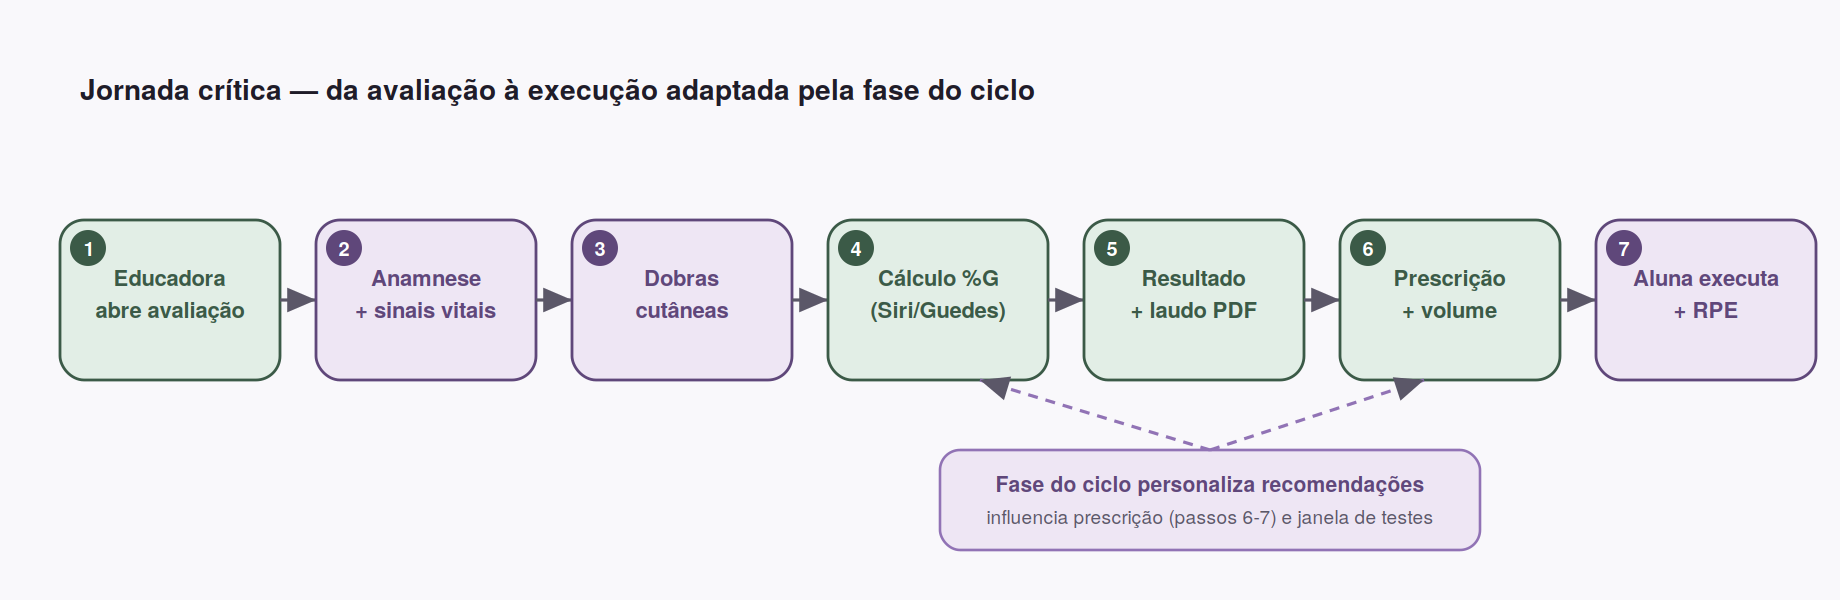 Jornada crítica — da avaliação à execução adaptada pela fase do ciclo
1
Educadora
abre avaliação
2
Anamnese
+ sinais vitais
3
Dobras
cutâneas
4
Cálculo %G
(Siri/Guedes)
5
Resultado
+ laudo PDF
6
Prescrição
+ volume
7
Aluna executa
+ RPE
Fase do ciclo personaliza recomendações
influencia prescrição (passos 6-7) e janela de testes